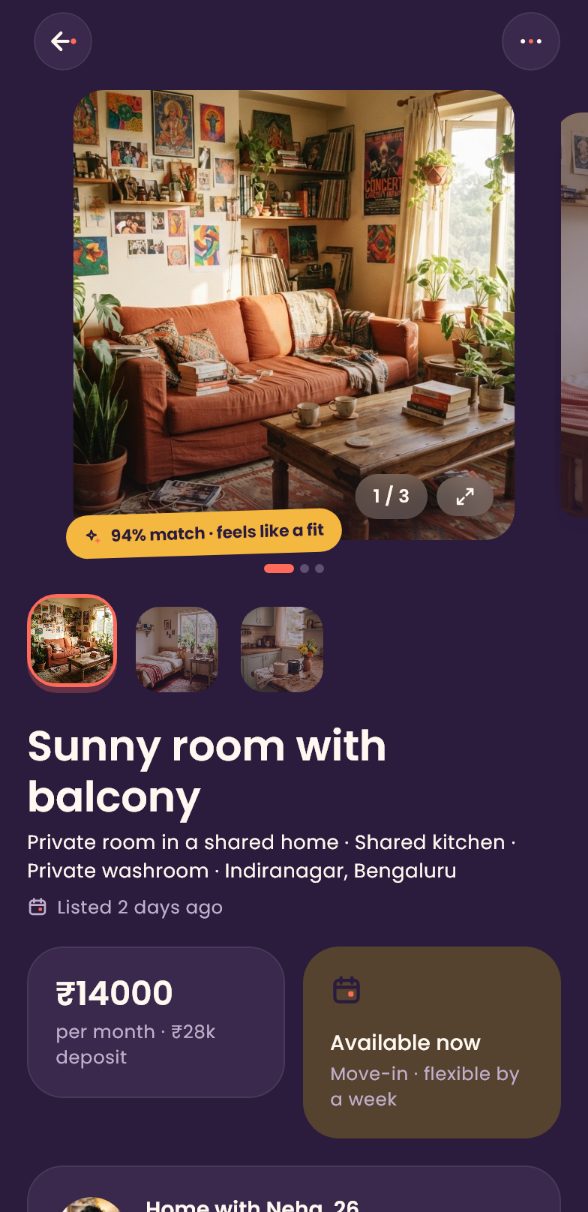 CONCERT
1 / 3
94% match · feels like a fit
Sunny room with
balcony
Private room in a shared home · Shared kitchen ·
Private washroom · Indiranagar, Bengaluru
Listed 2 days ago
₹14000
per month · ₹28k
deposit
Available now
Move-in · flexible by
a week
Home with Neha, 26